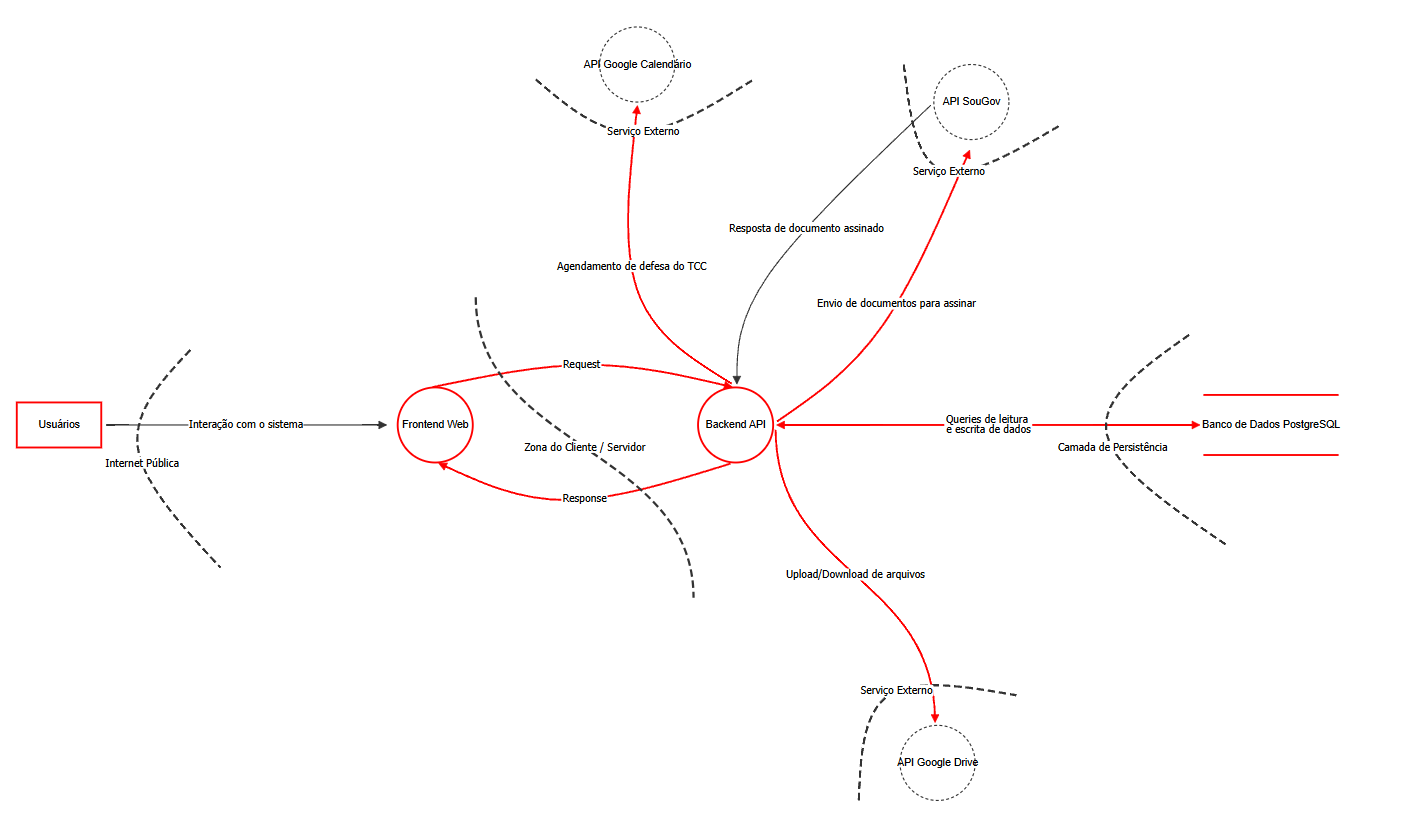 API Google Calendário
Serviço Externo
API SouGov
Serviço Externo
Resposta de documento assinado
Agendamento de defesa do TCC
Envio de documentos para assinar
Request
Usuários
Interação com o sistema
Frontend Web
Backend API
Queries de leitura
e escrita de dados
Banco de Dados PostgreSQL
Zona do Cliente / Servidor
Camada de Persistência
Internet Pública
Response
Upload/Download de arquivos
Serviço Externo
API Google Drive